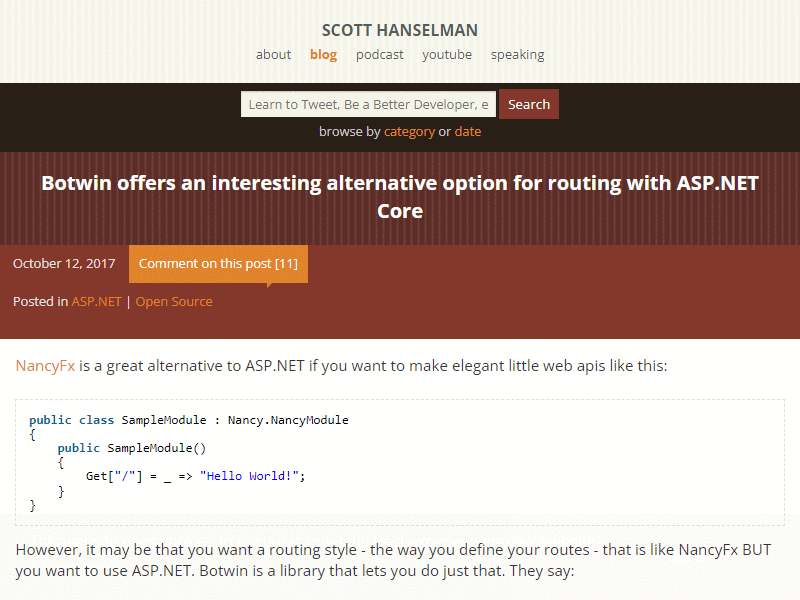 SCOTT HANSELMAN
about blog podcast youtube speaking
Learn to Tweet, Be a Better Developer, e Search
browse by category or date
Botwin offers an interesting alternative option for routing with ASP.NET
Core
October 12, 2017 Comment on this post [11]
Posted in ASP.NET | Open Source
NancyFx is a great alternative to ASP.NET if you want to make elegant little web apis like this:
public class SampleModule : Nancy.NancyModule
{
    public SampleModule()
    {
        Get["/"] = _ => "Hello World!";
    }
}
However, it may be that you want a routing style - the way you define your routes - that is like NancyFx BUT
you want to use ASP.NET. Botwin is a library that lets you do just that. They say: